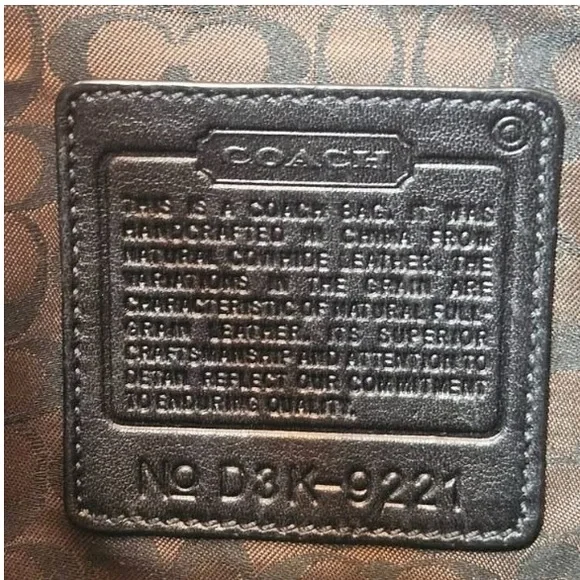 COACH
THIS IS A COACH BAG. IT WAS
HANDCRAFTED IN CHINA FROM
NATURAL COWHIDE LEATHER. THE
VARIATIONS IN THE GRAIN ARE
CHARACTERISTIC OF NATURAL FULL-
GRAIN LEATHER. ITS SUPERIOR
CRAFTSMANSHIP AND ATTENTION TO
DETAIL REFLECT OUR COMMITMENT
TO ENDURING QUALITY.
No D3K-9221